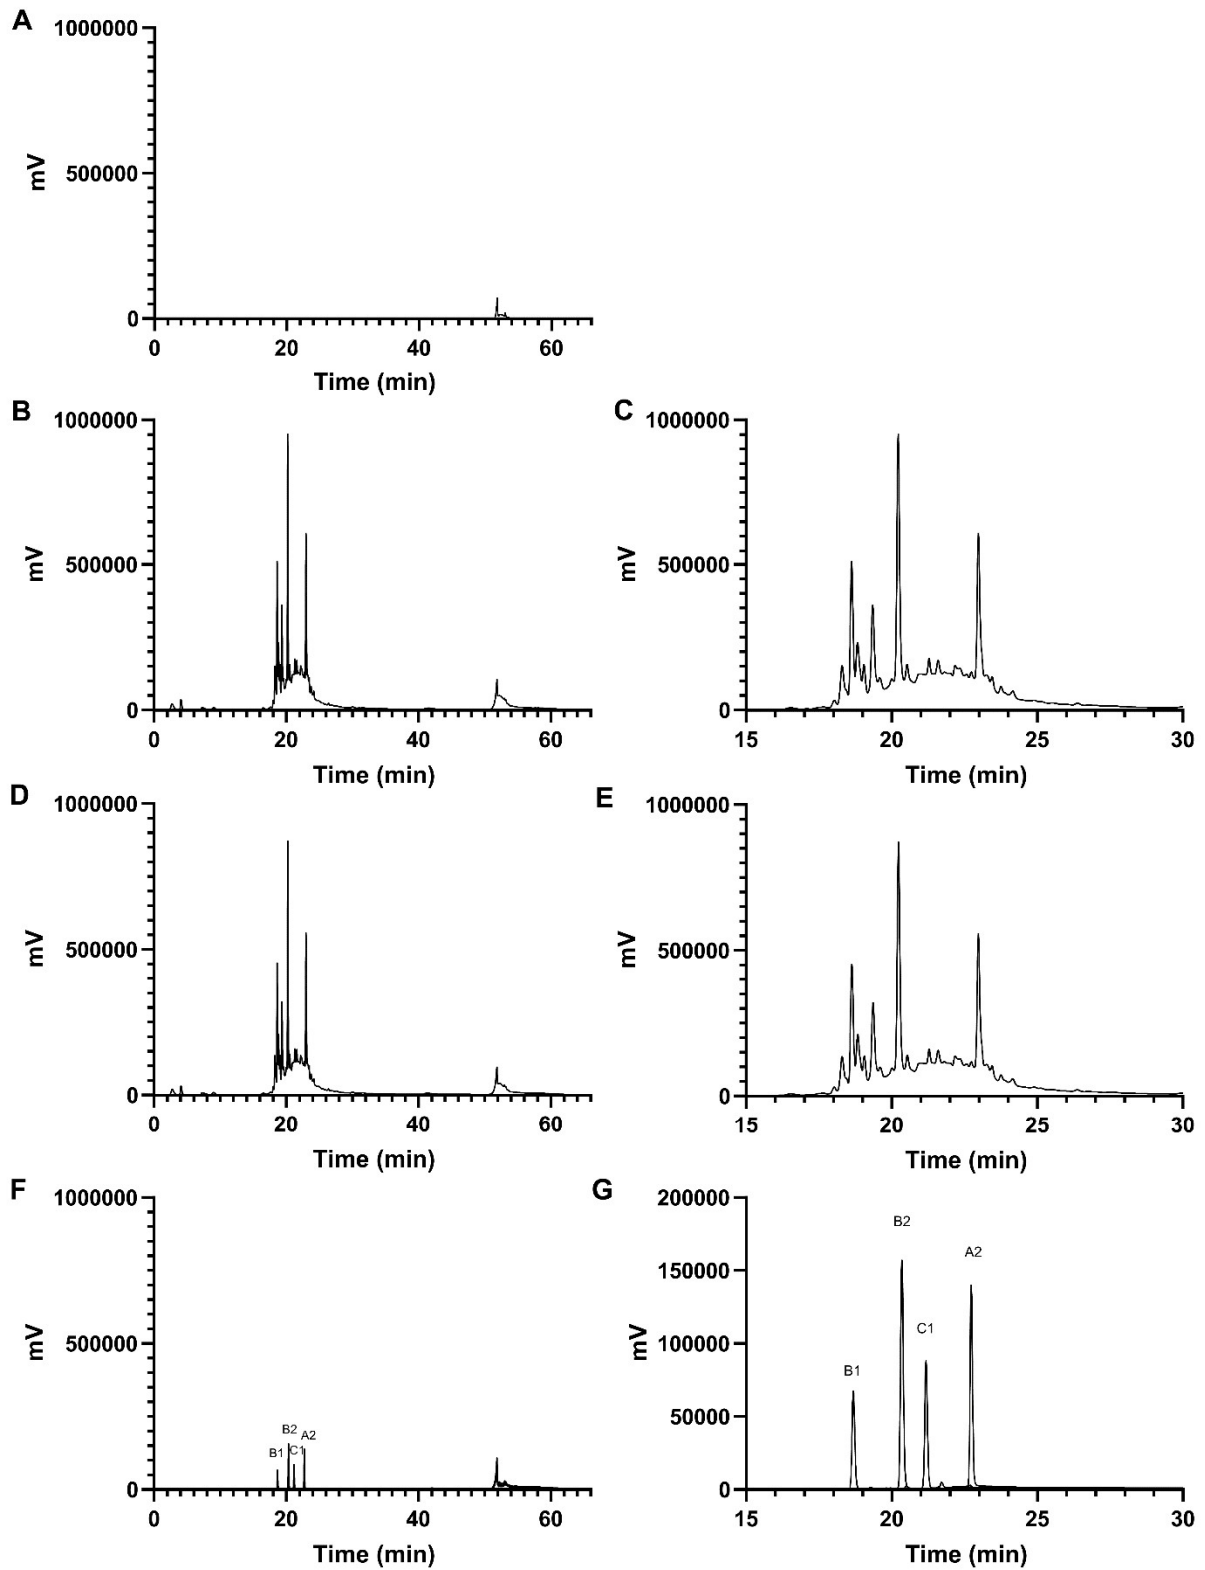 A
1000000
500000
0
mV
0 20 40 60
Time (min)
B
1000000
500000
0
mV
0 20 40 60
Time (min)
C
1000000
500000
0
mV
15 20 25 30
Time (min)
D
1000000
500000
0
mV
0 20 40 60
Time (min)
E
1000000
500000
0
mV
15 20 25 30
Time (min)
F
1000000
500000
0
mV
B1
B2
C1
A2
0 20 40 60
Time (min)
G
200000
150000
100000
50000
0
mV
B1
B2
C1
A2
15 20 25 30
Time (min)